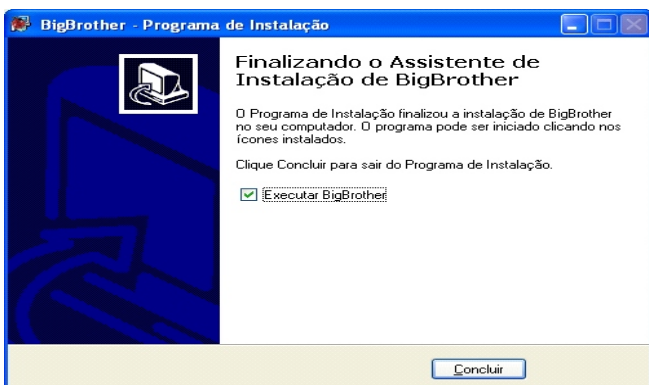 BigBrother - Programa de Instalação
Finalizando o Assistente de
Instalação de BigBrother
O Programa de Instalação finalizou a instalação de BigBrother
no seu computador. O programa pode ser iniciado clicando nos
ícones instalados.
Clique Concluir para sair do Programa de Instalação.
Executar BigBrother
Concluir